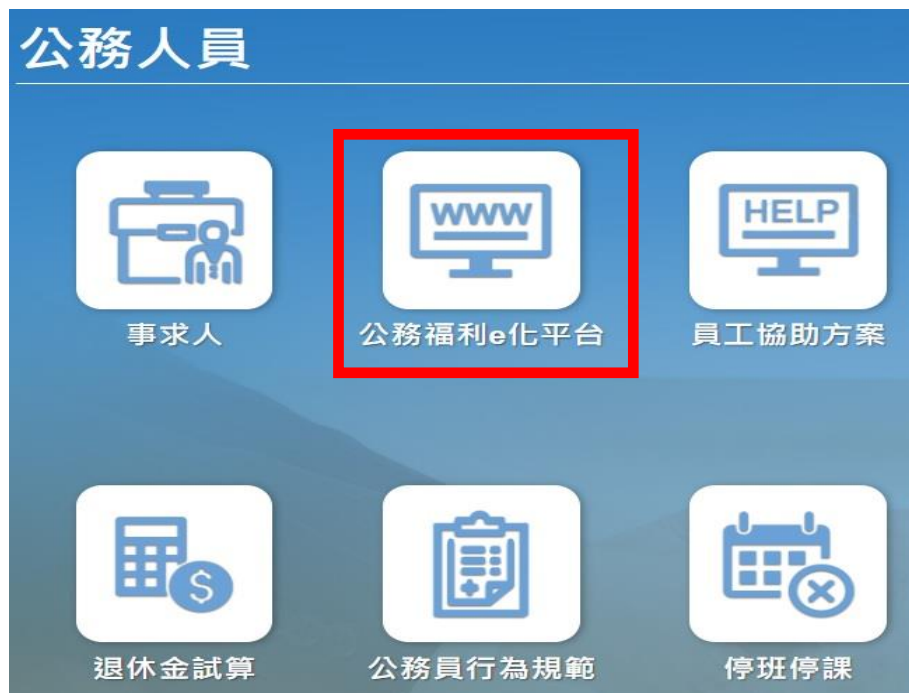 公務人員
WWW
HELP
事求人
公務福利e化平台
員工協助方案
$
退休金試算
公務員行為規範
停班停課